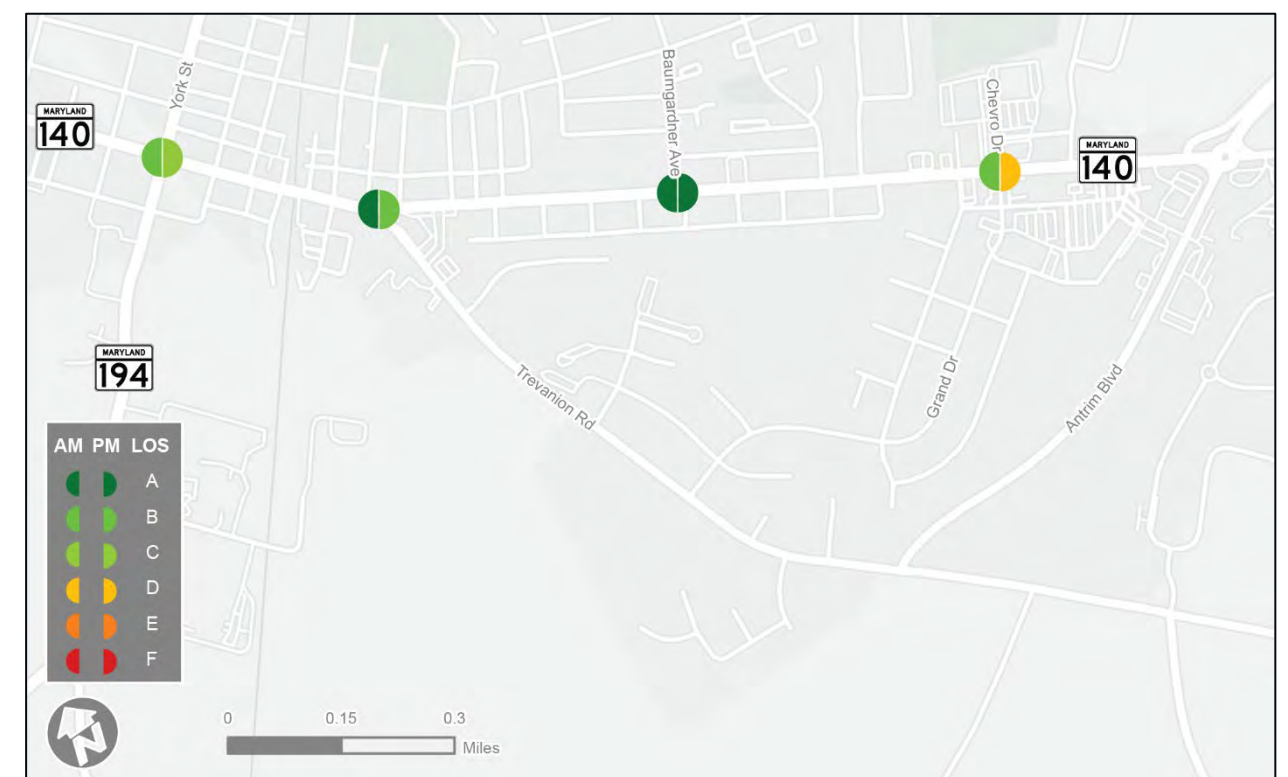 York St
MARYLAND
140
Baumgardner Ave
Chevro Dr
MARYLAND
140
MARYLAND
194
Trevanion Rd
Grand Dr
Antrim Blvd
AM PM LOS
A
B
C
D
E
F
N
0 0.15 0.3
Miles